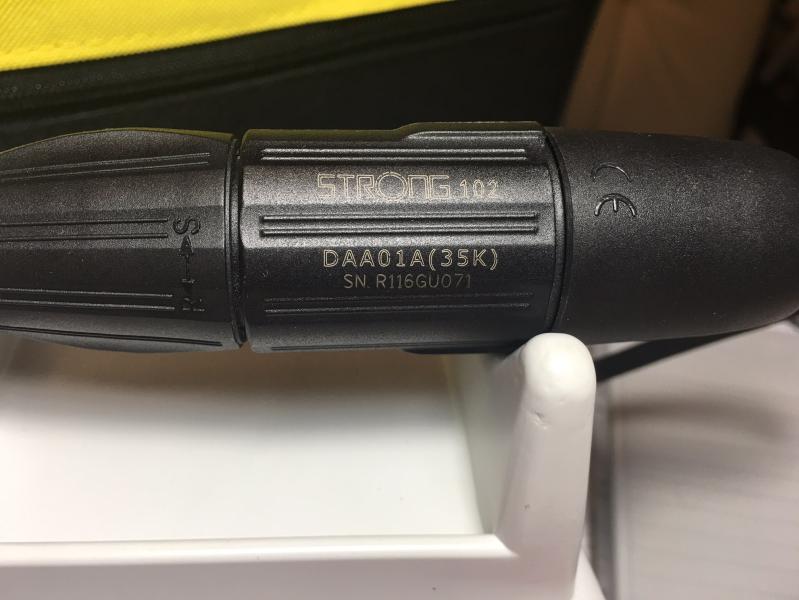 STRONG 102
DAA01A(35K)
SN. R116GU071
CE
S
R